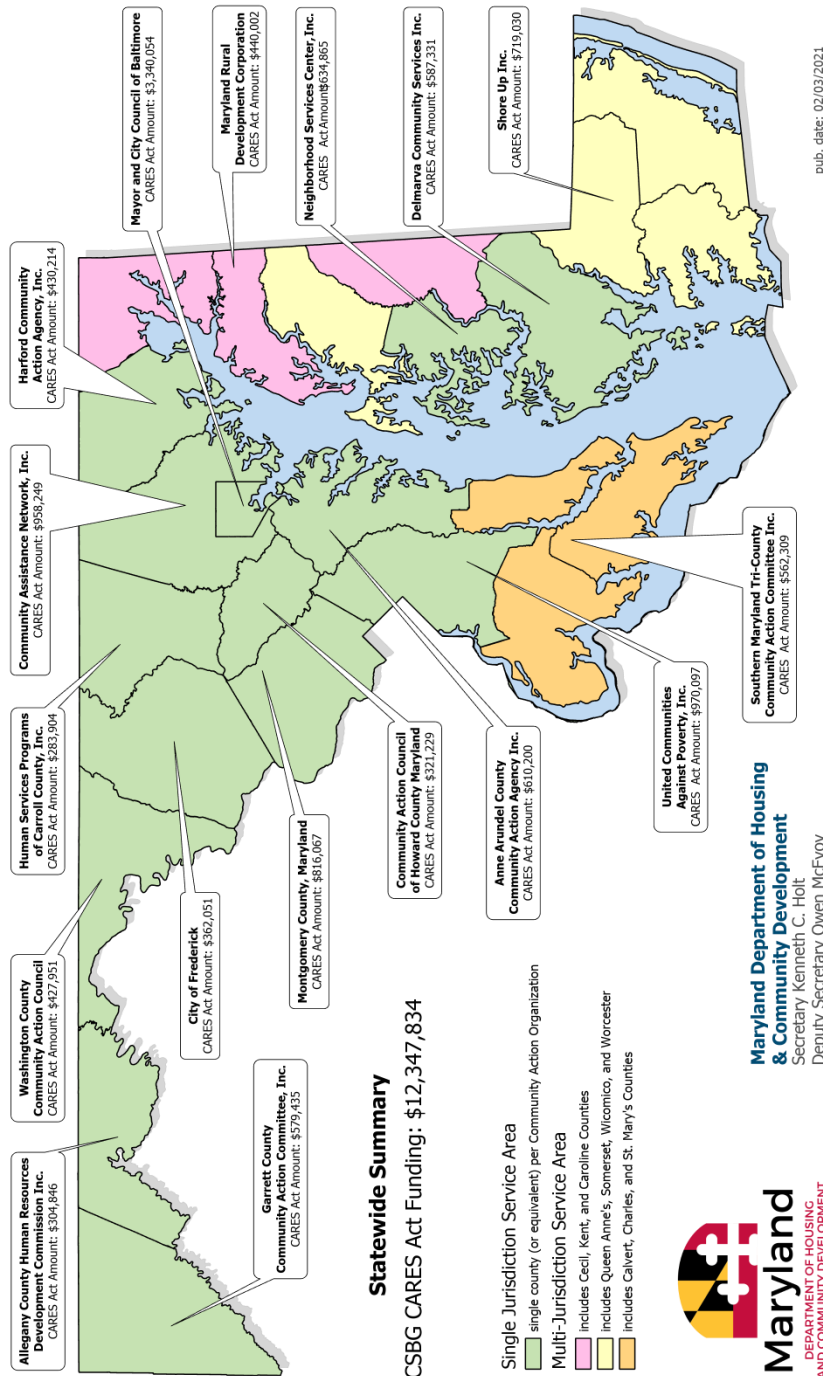 Allegany County Human Resources
Development Commission Inc.
CARES Act Amount: $304,846
Washington County
Community Action Council
CARES Act Amount: $427,951
Human Services Programs
of Carroll County, Inc.
CARES Act Amount: $283,904
Community Assistance Network, Inc.
CARES Act Amount: $958,249
Harford Community
Action Agency, Inc.
CARES Act Amount: $430,214
Mayor and City Council of Baltimore
CARES Act Amount: $3,340,054
Maryland Rural
Development Corporation
CARES Act Amount: $440,002
Neighborhood Services Center, Inc.
CARES Act Amount:$634,865
Delmarva Community Services Inc.
CARES Act Amount: $587,331
Shore Up Inc.
CARES Act Amount: $719,030
City of Frederick
CARES Act Amount: $362,051
Garrett County
Community Action Committee, Inc.
CARES Act Amount: $579,435
Montgomery County, Maryland
CARES Act Amount: $816,067
Community Action Council
of Howard County Maryland
CARES Act Amount: $321,229
Anne Arundel County
Community Action Agency Inc.
CARES Act Amount: $610,200
United Communities
Against Poverty, Inc.
CARES Act Amount: $970,097
Southern Maryland Tri-County
Community Action Committee Inc.
CARES Act Amount: $562,309
Statewide Summary
CSBG CARES Act Funding: $12,347,834
Single Jurisdiction Service Area
single county (or equivalent) per Community Action Organization
Multi-Jurisdiction Service Area
includes Cecil, Kent, and Caroline Counties
includes Queen Anne's, Somerset, Wicomico, and Worcester
includes Calvert, Charles, and St. Mary's Counties
Maryland
DEPARTMENT OF HOUSING
AND COMMUNITY DEVELOPMENT
Maryland Department of Housing
& Community Development
Secretary Kenneth C. Holt
Deputy Secretary Owen McEvoy
pub. date: 02/03/2021